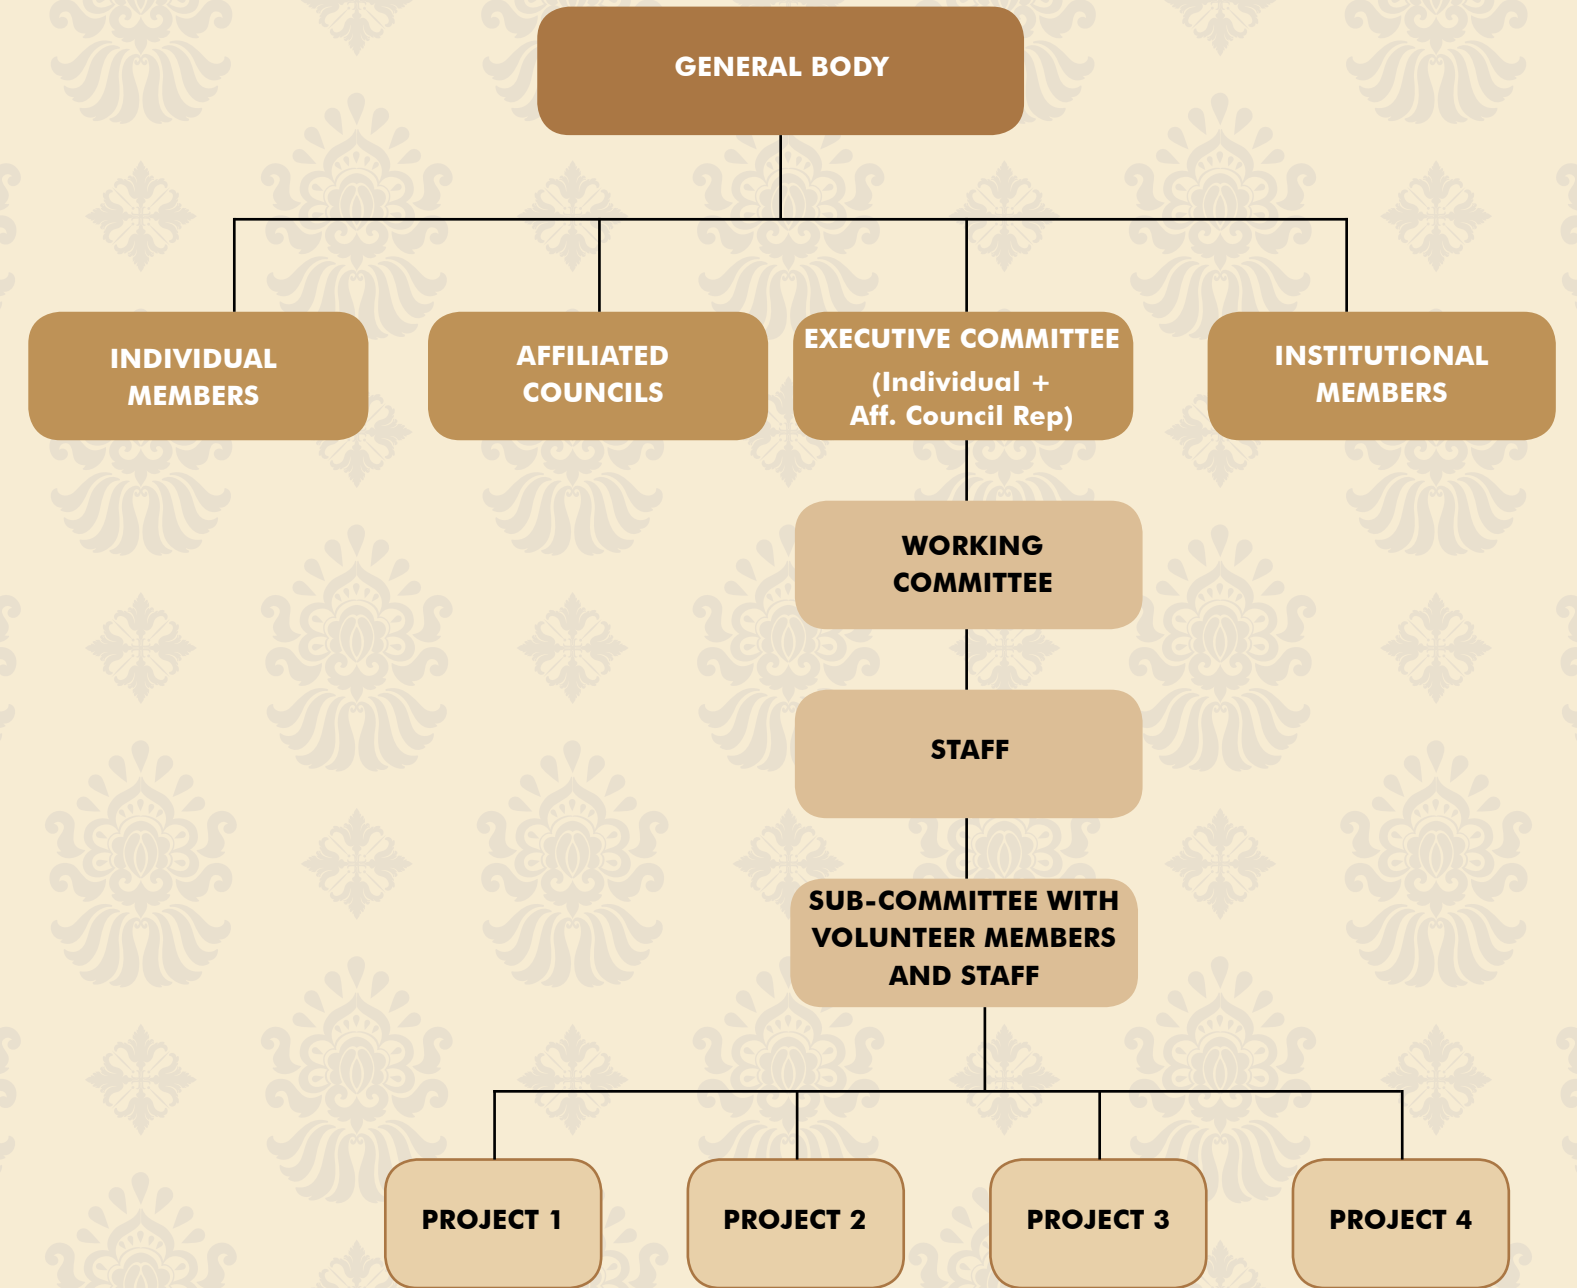 GENERAL BODY
INDIVIDUAL
MEMBERS
AFFILIATED
COUNCILS
EXECUTIVE COMMITTEE
(Individual +
Aff. Council Rep)
INSTITUTIONAL
MEMBERS
WORKING
COMMITTEE
STAFF
SUB-COMMITTEE WITH
VOLUNTEER MEMBERS
AND STAFF
PROJECT 1
PROJECT 2
PROJECT 3
PROJECT 4